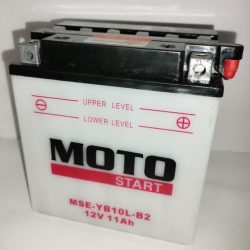 UPPER LEVEL
LOWER LEVEL
MOTO
START
MSE-YB10L-B2
12V 11Ah